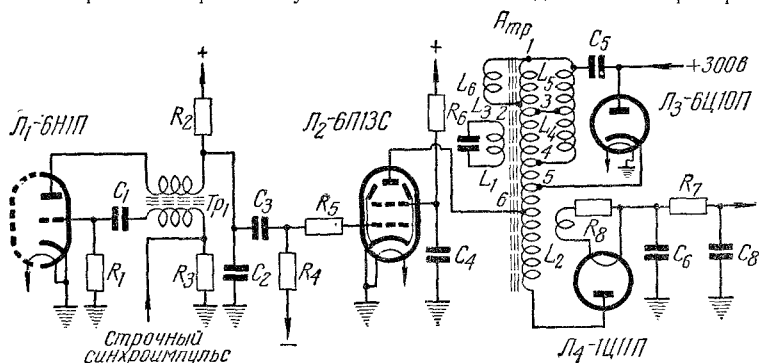 Атр
+
+
1
C5
R2
L6
L5
+300в
Л1-6Н1П
Л2-6П13С
R6
L3
2
3
Л3-6Ц10П
L4
C1
Тр1
C3
R5
L1
4
5
6
R7
R8
L2
R1
R3
C2
R4
C4
C6
C8
Строчный
синхроимпульс
–
Л4-1Ц11П